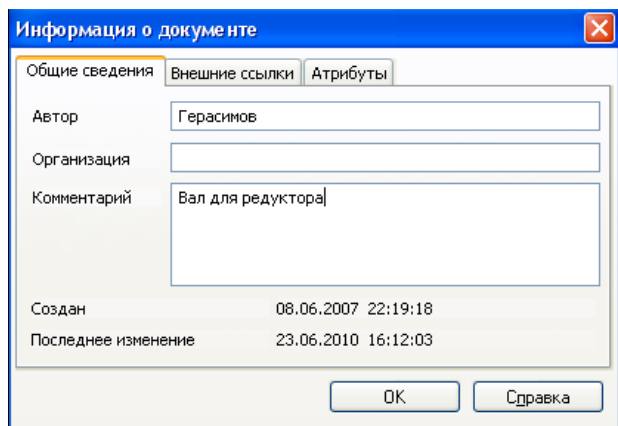 Информация о документе
Общие сведения Внешние ссылки Атрибуты
Автор Герасимов
Организация
Комментарий Вал для редуктора
Создан 08.06.2007 22:19:18
Последнее изменение 23.06.2010 16:12:03
OK Справка